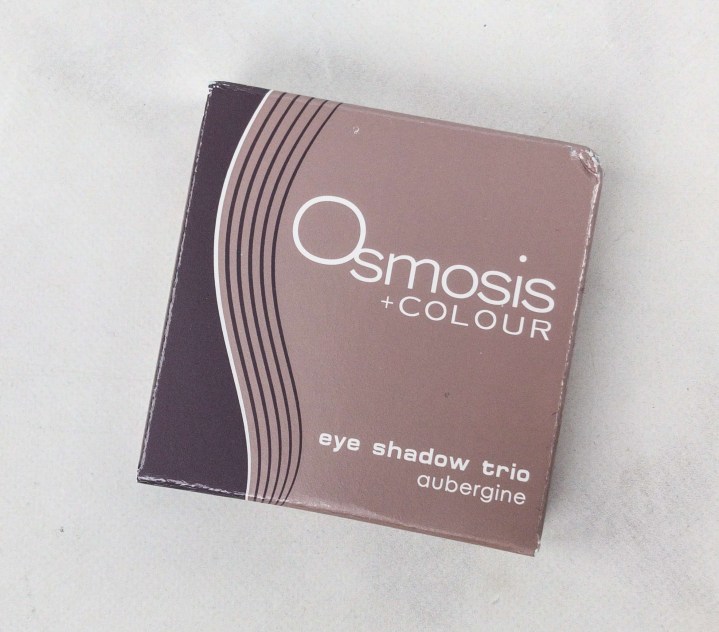 Osmosis
+COLOUR
eye shadow trio
aubergine